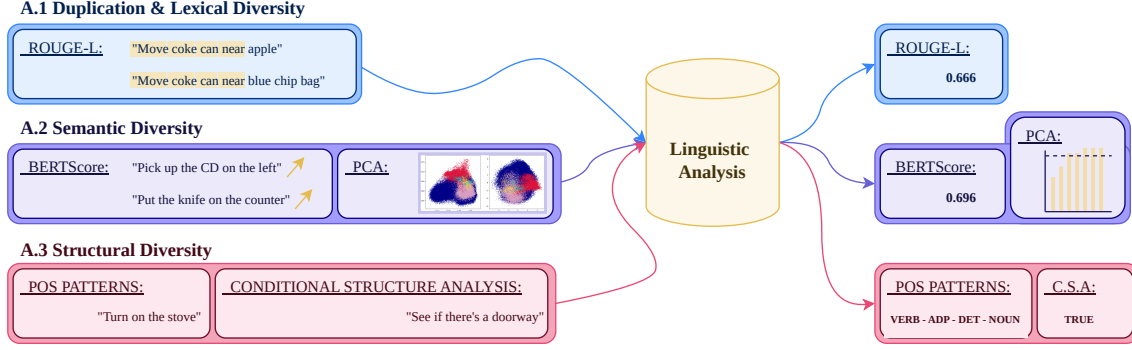 A.1 Duplication & Lexical Diversity
ROUGE-L:
"Move coke can near apple"
"Move coke can near blue chip bag"
A.2 Semantic Diversity
BERTScore:
"Pick up the CD on the left"
"Put the knife on the counter"
PCA:
A.3 Structural Diversity
POS PATTERNS:
"Turn on the stove"
CONDITIONAL STRUCTURE ANALYSIS:
"See if there's a doorway"
Linguistic
Analysis
ROUGE-L:
0.666
BERTScore:
0.696
PCA:
POS PATTERNS:
VERB - ADP - DET - NOUN
C.S.A:
TRUE